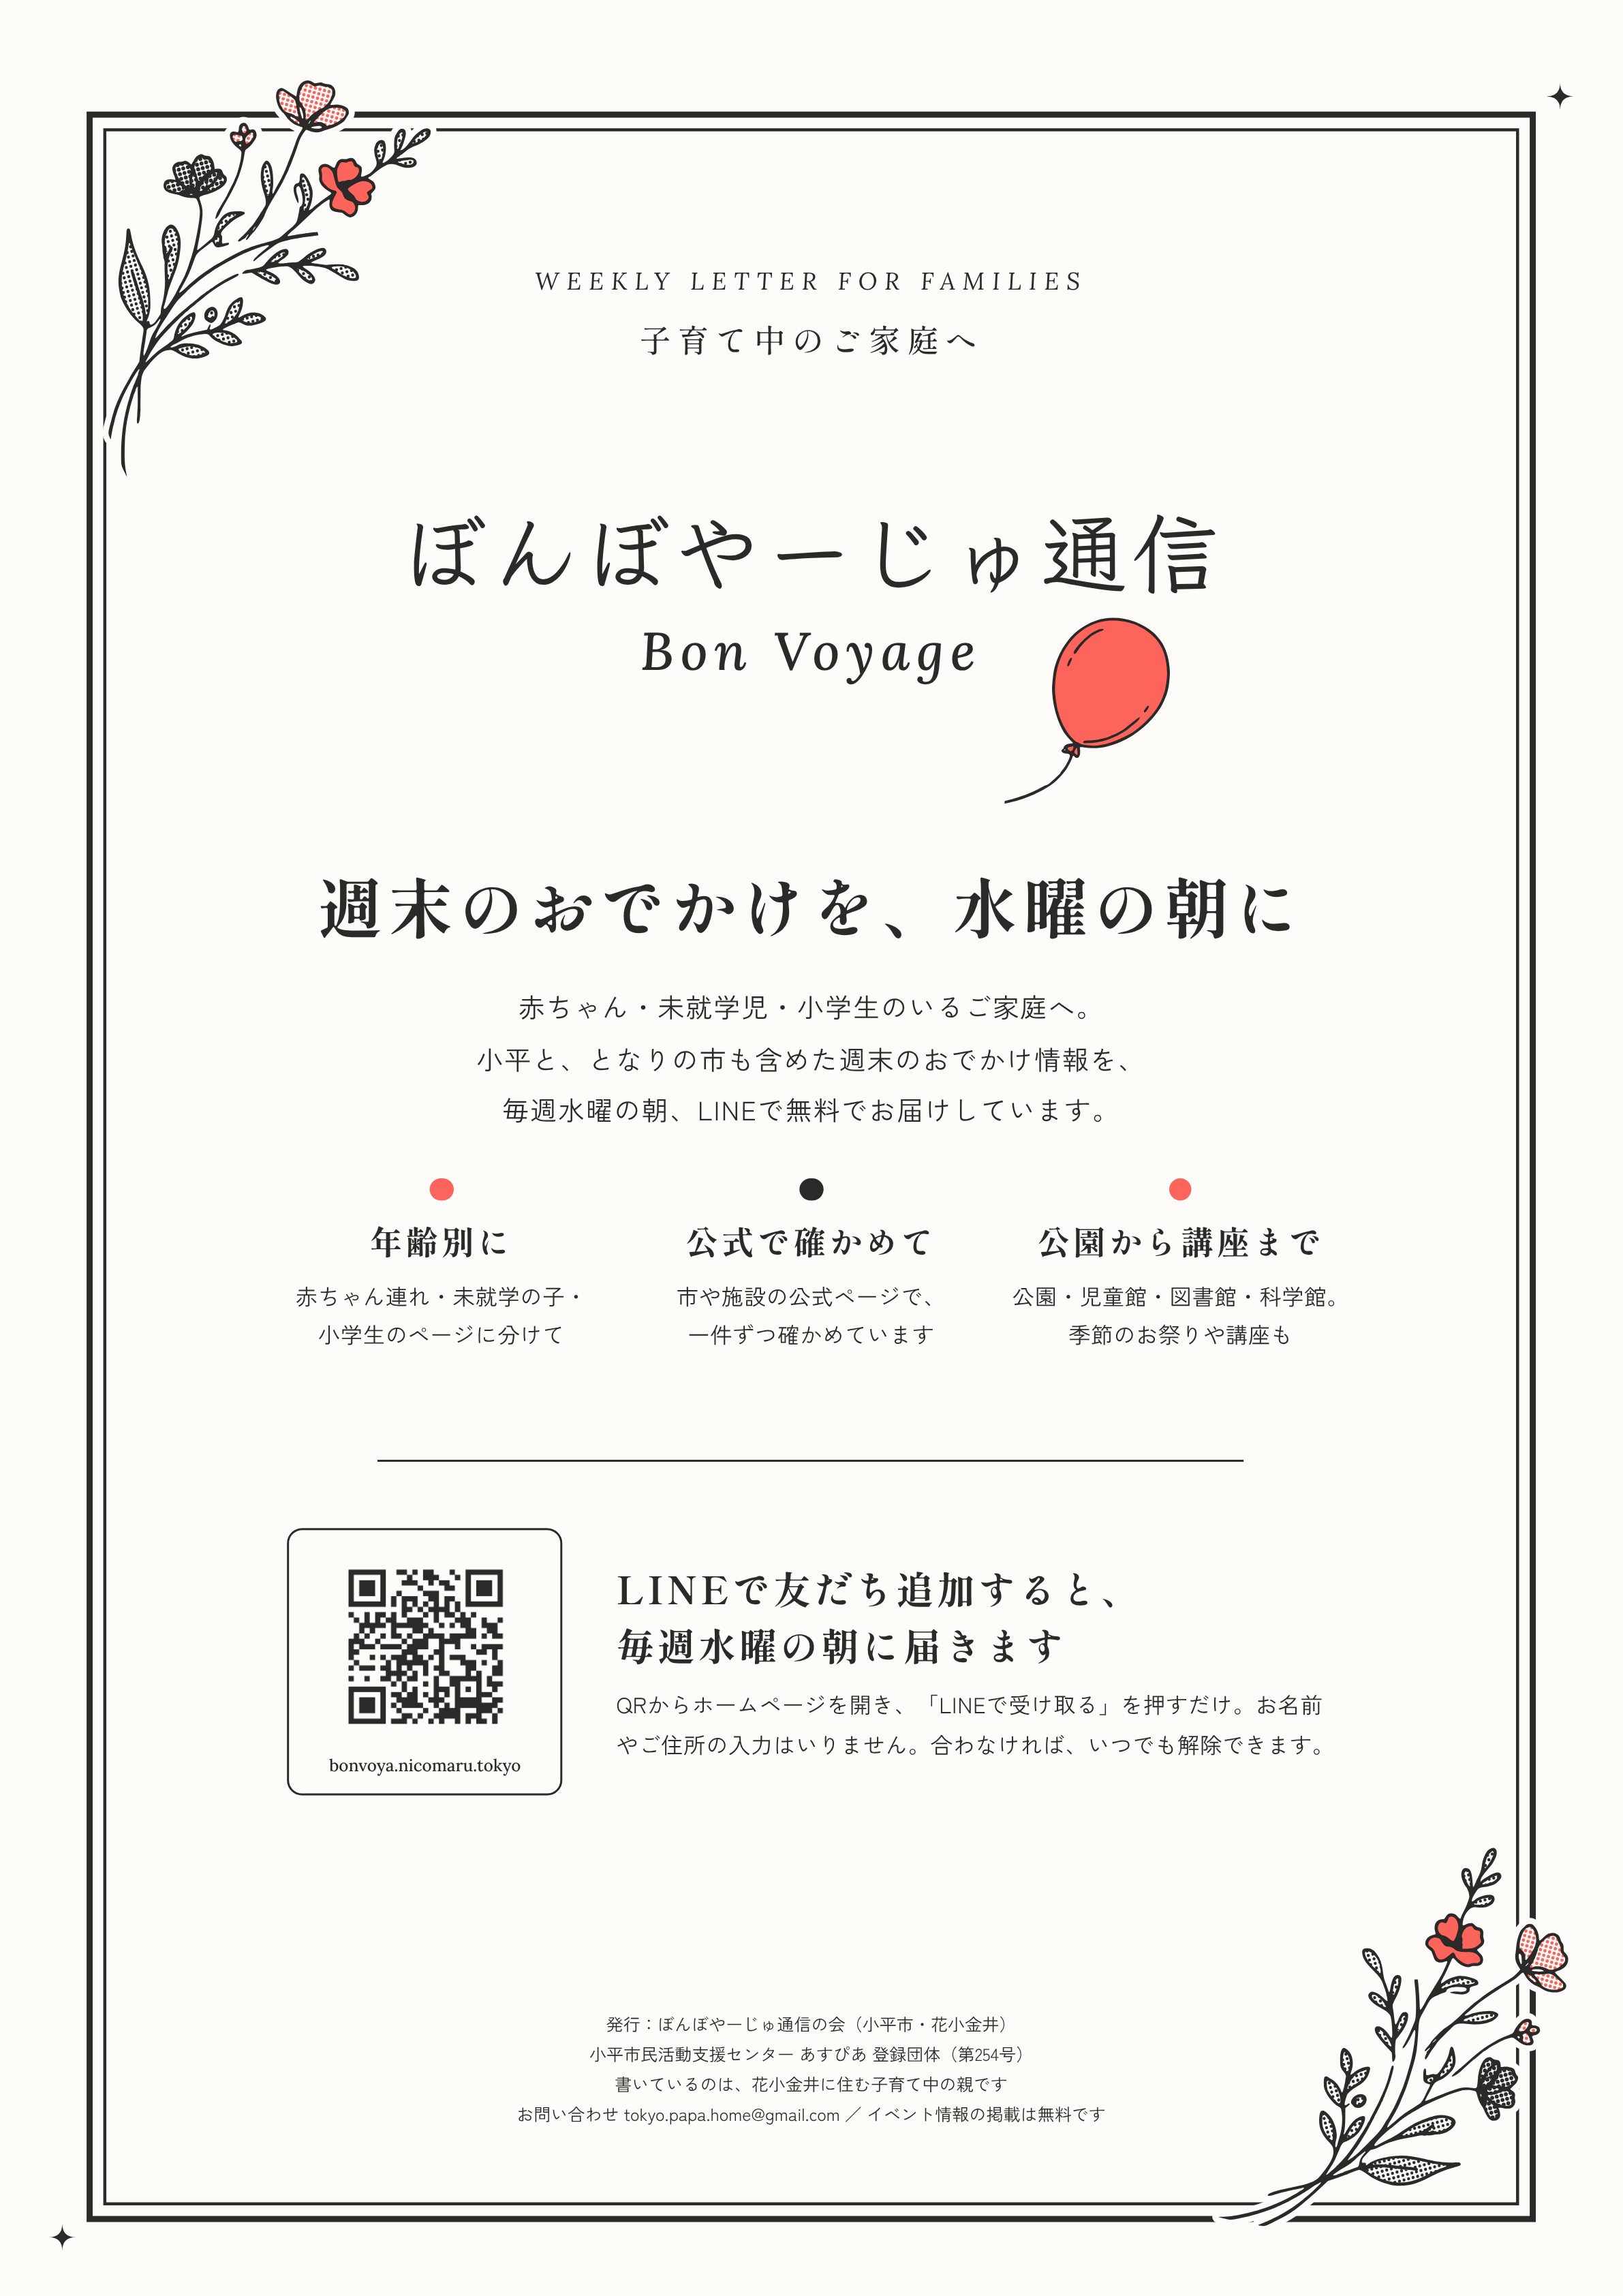 WEEKLY LETTER FOR FAMILIES
子育て中のご家庭へ
ぼんぼやーじゅ通信
Bon Voyage
週末のおでかけを、水曜の朝に
赤ちゃん・未就学児・小学生のいるご家庭へ。
小平と、となりの市も含めた週末のおでかけ情報を、
毎週水曜の朝、LINEで無料でお届けしています。
年齢別に
赤ちゃん連れ・未就学の子・
小学生のページに分けて
公式で確かめて
市や施設の公式ページで、
一件ずつ確かめています
公園から講座まで
公園・児童館・図書館・科学館。
季節のお祭りや講座も
bonvoya.nicomaru.tokyo
LINEで友だち追加すると、
毎週水曜の朝に届きます
QRからホームページを開き、「LINEで受け取る」を押すだけ。お名前
やご住所の入力はいりません。合わなければ、いつでも解除できます。
発行：ぼんぼやーじゅ通信の会（小平市・花小金井）
小平市民活動支援センター あすぴあ 登録団体（第254号）
書いているのは、花小金井に住む子育て中の親です
お問い合わせ tokyo.papa.home@gmail.com ／ イベント情報の掲載は無料です